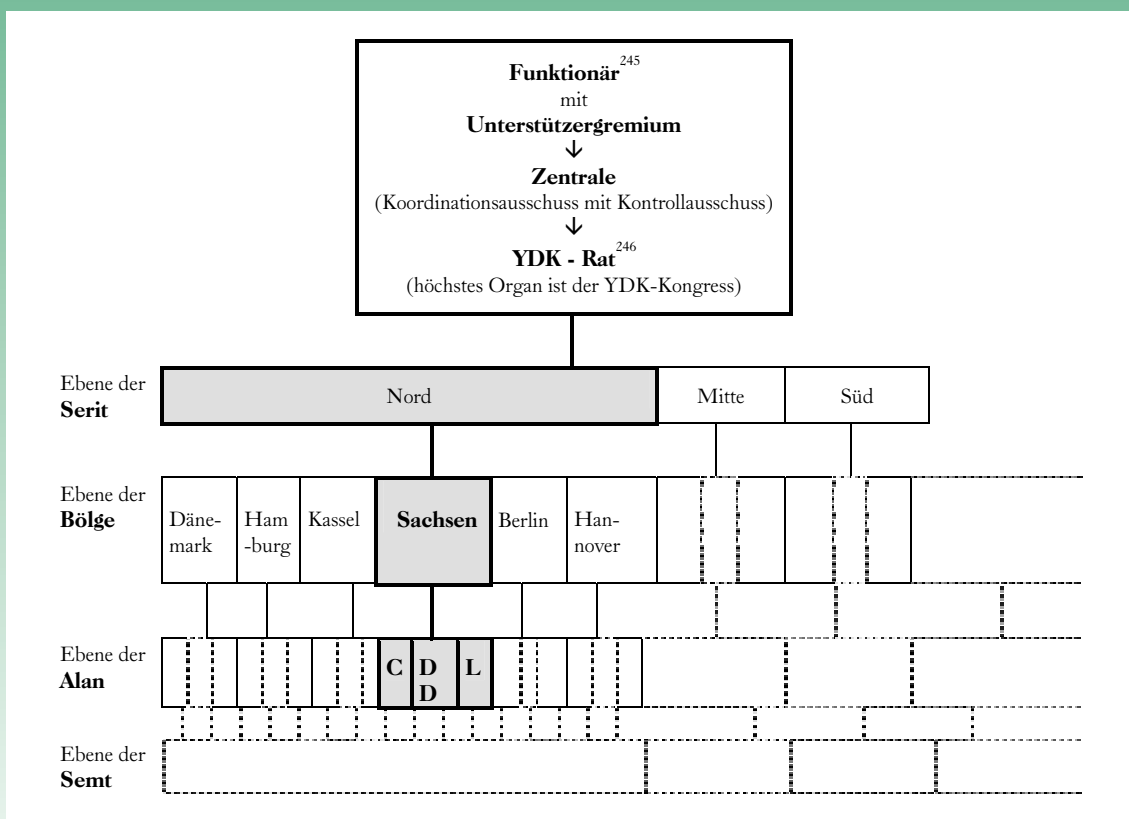 Funktionär245
mit
Unterstützergremium
↓
Zentrale
(Koordinationsausschuss mit Kontrollausschuss)
↓
YDK - Rat246
(höchstes Organ ist der YDK-Kongress)
Ebene der
Serit
Nord
Mitte
Süd
Ebene der
Bölge
Däne-
mark
Ham
-burg
Kassel
Sachsen
Berlin
Han-
nover
Ebene der
Alan
C
D
D
L
Ebene der
Semt